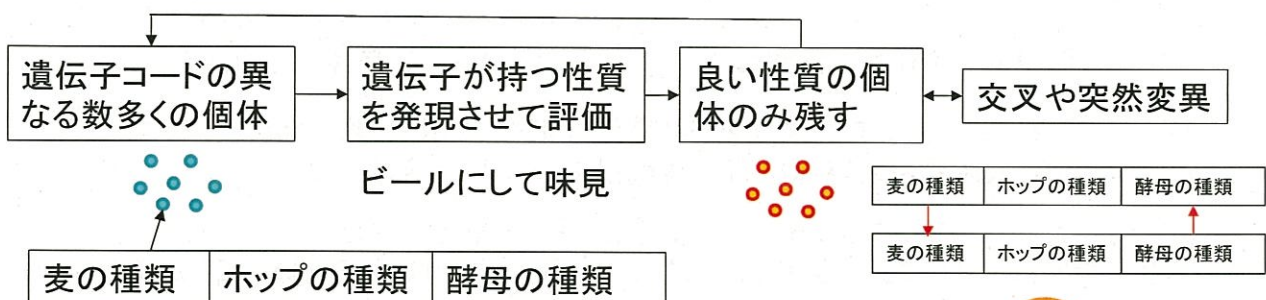 遺伝子コードの異
なる数多くの個体
遺伝子が持つ性質
を発現させて評価
良い性質の個
体のみ残す
交叉や突然変異
ビールにして味見
麦の種類 ホップの種類 酵母の種類
麦の種類 ホップの種類 酵母の種類
麦の種類 ホップの種類 酵母の種類